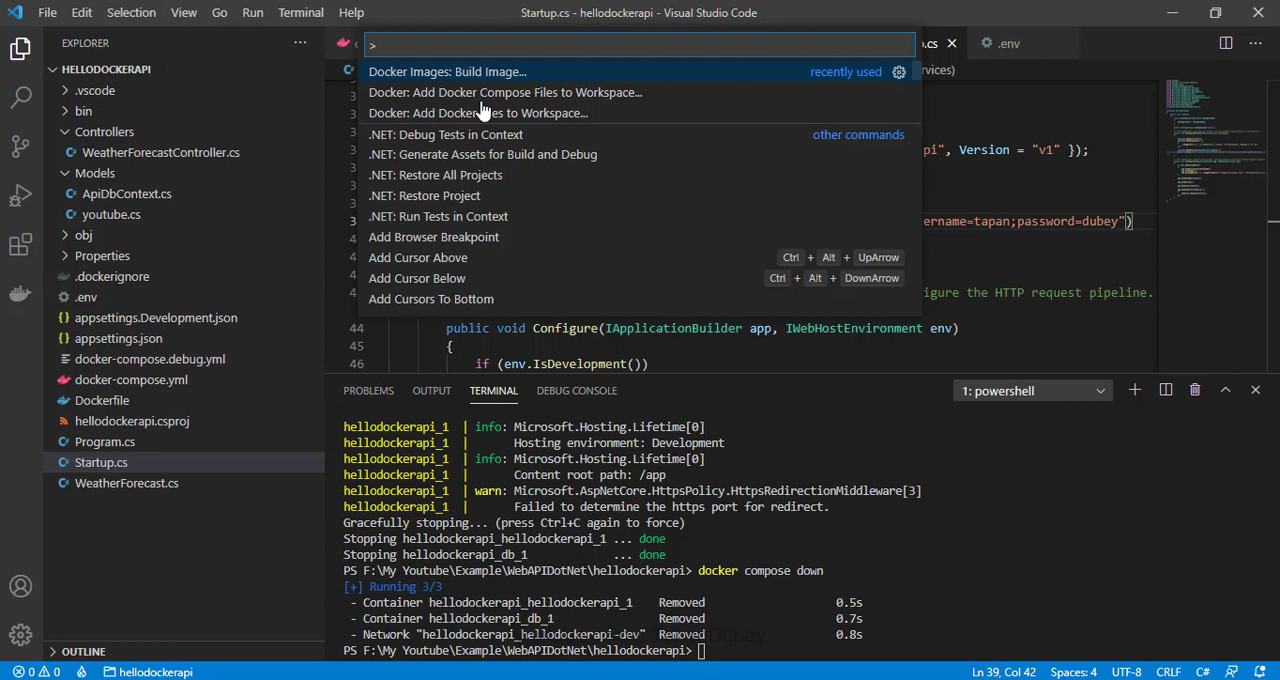 File Edit Selection View Go Run Terminal Help
Startup.cs - hellodockerapi - Visual Studio Code
EXPLORER
HELLODOCKERAPI
.vscode
bin
Controllers
WeatherForecastController.cs
Models
ApiDbContext.cs
youtube.cs
obj
Properties
.dockerignore
.env
appsettings.Development.json
appsettings.json
docker-compose.debug.yml
docker-compose.yml
Dockerfile
hellodockerapi.csproj
Program.cs
Startup.cs
WeatherForecast.cs
OUTLINE
.cs .env
>
Docker Images: Build Image... recently used
Docker: Add Docker Compose Files to Workspace...
Docker: Add Docker Files to Workspace...
.NET: Debug Tests in Context other commands
.NET: Generate Assets for Build and Debug
.NET: Restore All Projects
.NET: Restore Project
.NET: Run Tests in Context
Add Browser Breakpoint
Add Cursor Above Ctrl + Alt + UpArrow
Add Cursor Below Ctrl + Alt + DownArrow
Add Cursors To Bottom
vices)
pi", Version = "v1" });
ername=tapan;password=dubey")
igure the HTTP request pipeline.
44 public void Configure(IApplicationBuilder app, IWebHostEnvironment env)
45 {
46 if (env.IsDevelopment())
PROBLEMS OUTPUT TERMINAL DEBUG CONSOLE
1: powershell
hellodockerapi_1 | info: Microsoft.Hosting.Lifetime[0]
hellodockerapi_1 | Hosting environment: Development
hellodockerapi_1 | info: Microsoft.Hosting.Lifetime[0]
hellodockerapi_1 | Content root path: /app
hellodockerapi_1 | warn: Microsoft.AspNetCore.HttpsPolicy.HttpsRedirectionMiddleware[3]
hellodockerapi_1 | Failed to determine the https port for redirect.
Gracefully stopping... (press Ctrl+C again to force)
Stopping hellodockerapi_hellodockerapi_1 ... done
Stopping hellodockerapi_db_1 ... done
PS F:\My Youtube\Example\WebAPIDotNet\hellodockerapi> docker compose down
[+] Running 3/3
- Container hellodockerapi_hellodockerapi_1 Removed 0.5s
- Container hellodockerapi_db_1 Removed 0.7s
- Network "hellodockerapi_hellodockerapi-dev" Removed 0.8s
PS F:\My Youtube\Example\WebAPIDotNet\hellodockerapi>
0 0 hellodockerapi
Ln 39, Col 42 Spaces: 4 UTF-8 CRLF C#